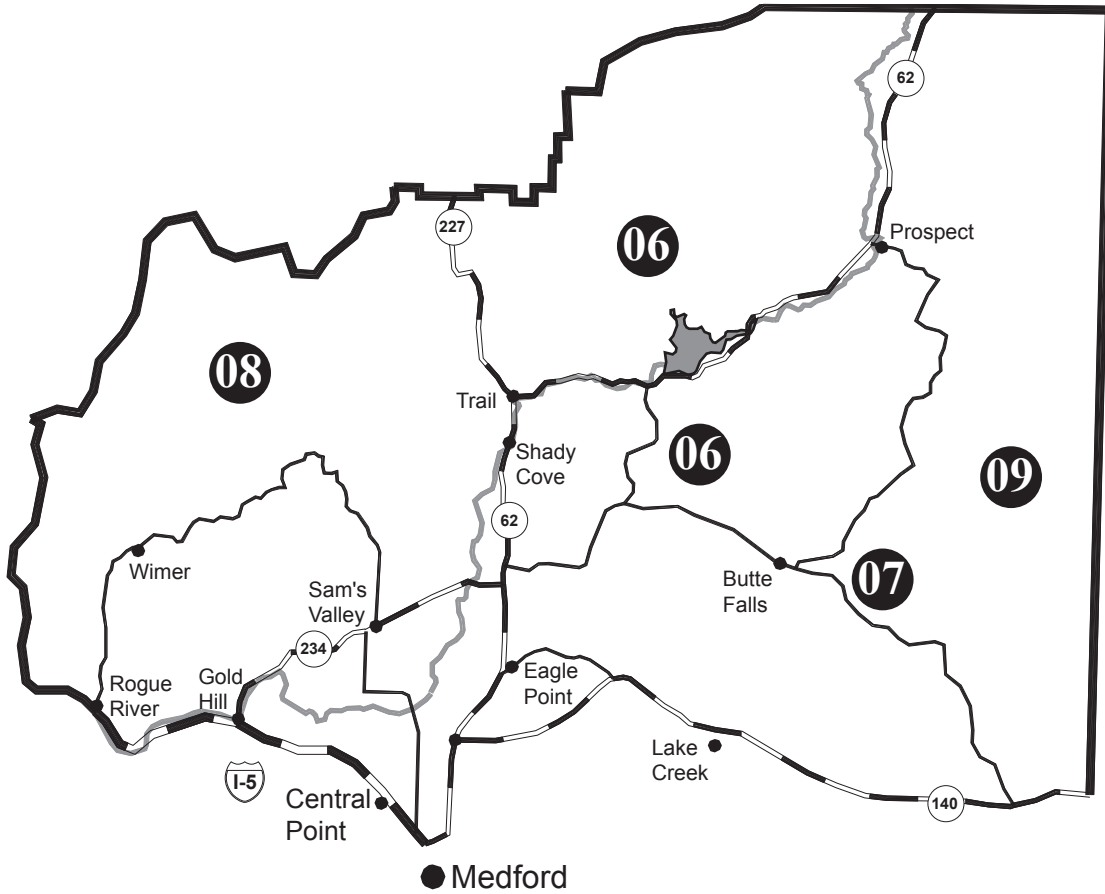 62
227
06
Prospect
08
Trail
Shady
Cove
06
09
62
Wimer
Butte
Falls
07
Sam's
Valley
234
Eagle
Point
Rogue
River
Gold
Hill
Lake
Creek
I-5
140
Central
Point
Medford